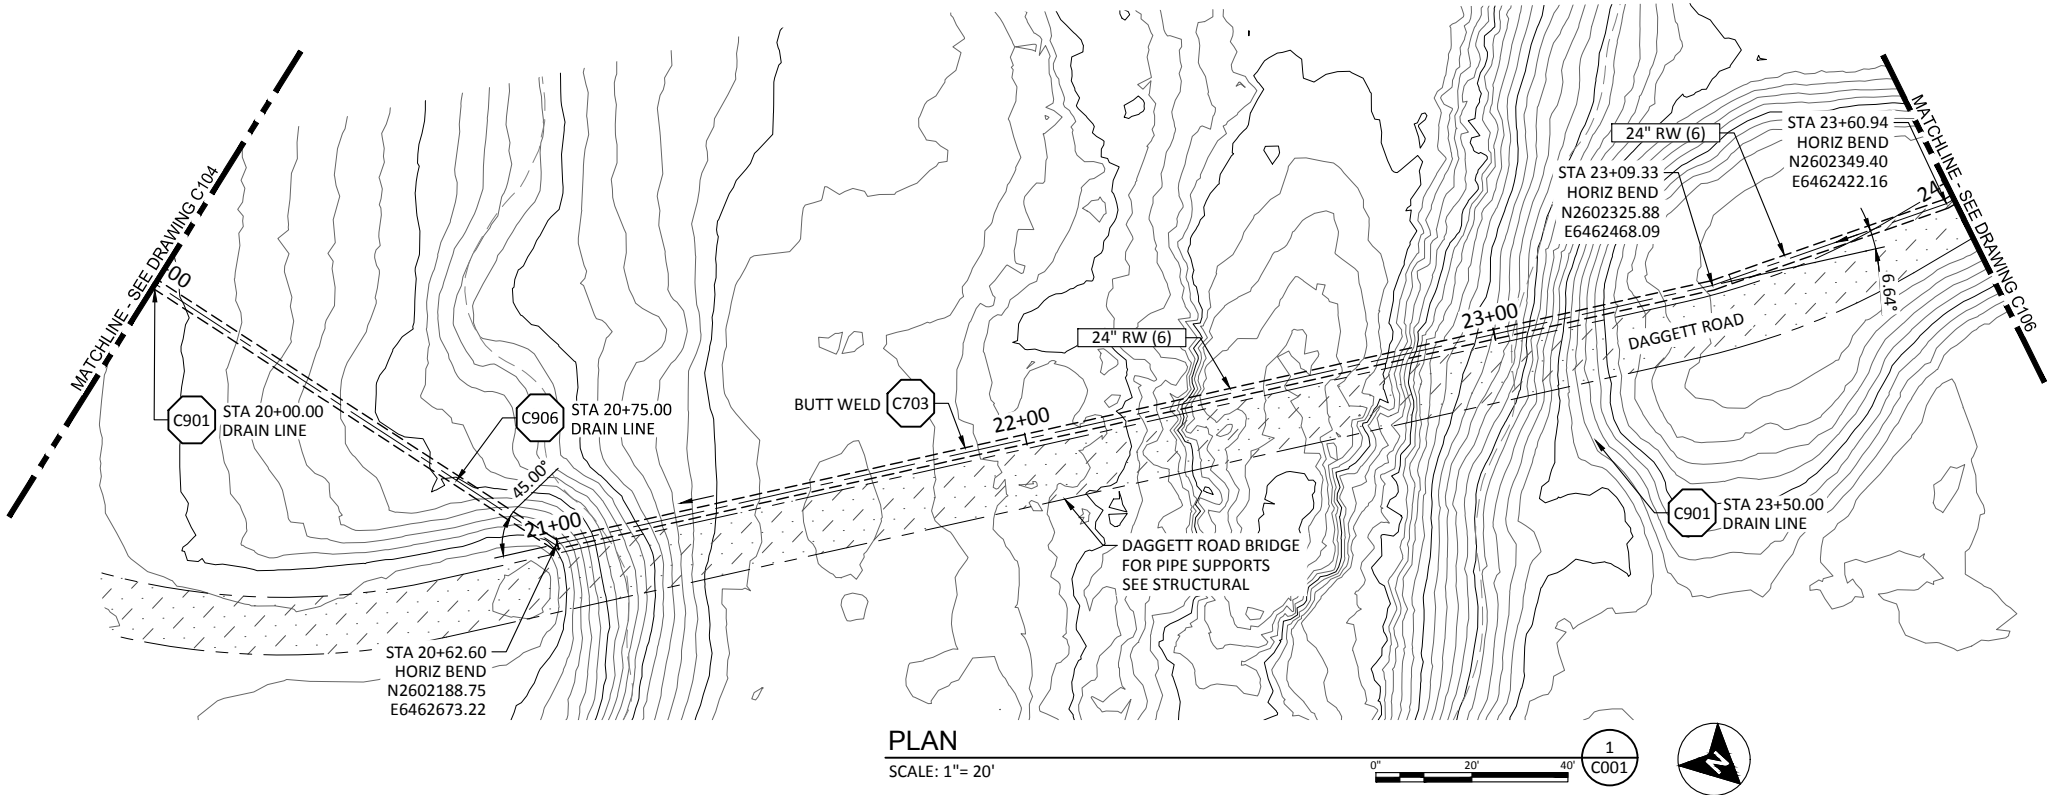 MATCHLINE - SEE DRAWING C104
00
C901
STA 20+00.00
DRAIN LINE
C906
STA 20+75.00
DRAIN LINE
45.00°
21+00
STA 20+62.60
HORIZ BEND
N2602188.75
E6462673.22
BUTT WELD
C703
22+00
24" RW (6)
DAGGETT ROAD BRIDGE
FOR PIPE SUPPORTS
SEE STRUCTURAL
23+00
24" RW (6)
STA 23+09.33
HORIZ BEND
N2602325.88
E6462468.09
STA 23+60.94
HORIZ BEND
N2602349.40
E6462422.16
24
MATCHLINE - SEE DRAWING C106
6.64°
DAGGETT ROAD
C901
STA 23+50.00
DRAIN LINE
PLAN
SCALE: 1"= 20'
0"
20'
40'
1
C001
N